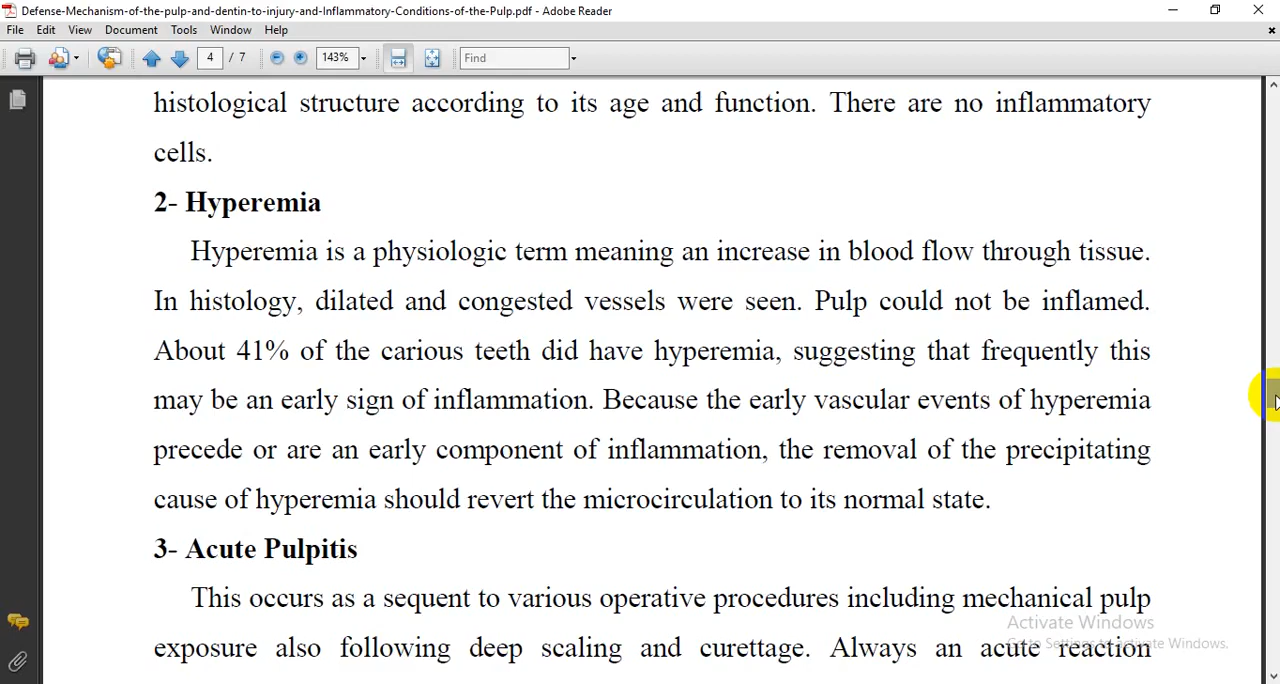 Defense-Mechanism-of-the-pulp-and-dentin-to-injury-and-Inflammatory-Conditions-of-the-Pulp.pdf - Adobe Reader
File Edit View Document Tools Window Help
4 / 7 143% Find
histological structure according to its age and function. There are no inflammatory
cells.
2- Hyperemia
Hyperemia is a physiologic term meaning an increase in blood flow through tissue.
In histology, dilated and congested vessels were seen. Pulp could not be inflamed.
About 41% of the carious teeth did have hyperemia, suggesting that frequently this
may be an early sign of inflammation. Because the early vascular events of hyperemia
precede or are an early component of inflammation, the removal of the precipitating
cause of hyperemia should revert the microcirculation to its normal state.
3- Acute Pulpitis
This occurs as a sequent to various operative procedures including mechanical pulp
exposure also following deep scaling and curettage. Always an acute reaction
Activate Windows
Go to Settings to activate Windows.